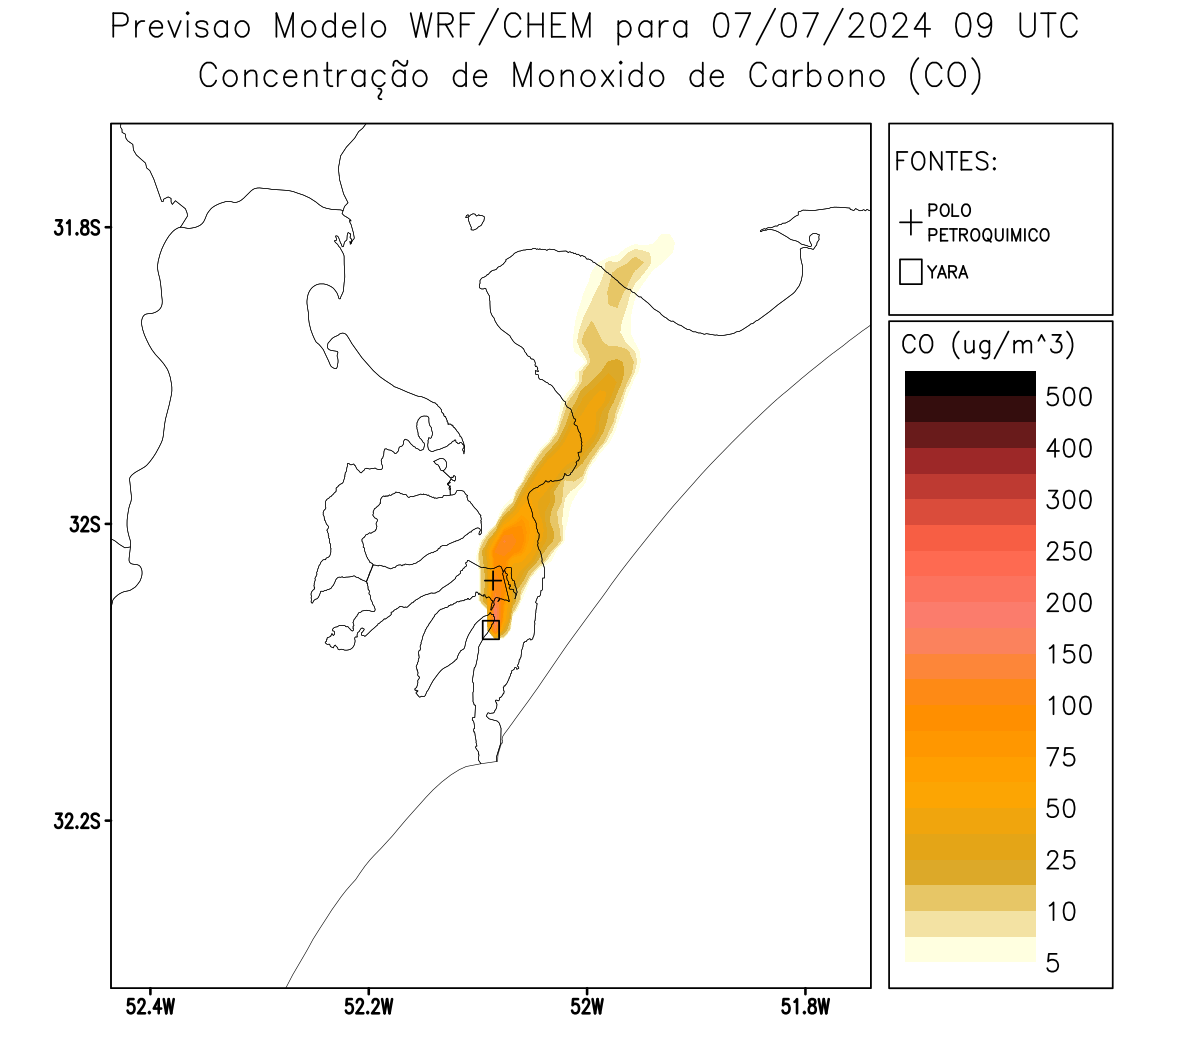 Previsao Modelo WRF/CHEM para 07/07/2024 09 UTC
Concentração de Monoxido de Carbono (CO)
FONTES:
POLO
PETROQUIMICO
YARA
CO (ug/m^3)
500
400
300
250
200
150
100
75
50
25
10
5
31.8S
32S
32.2S
52.4W
52.2W
52W
51.8W